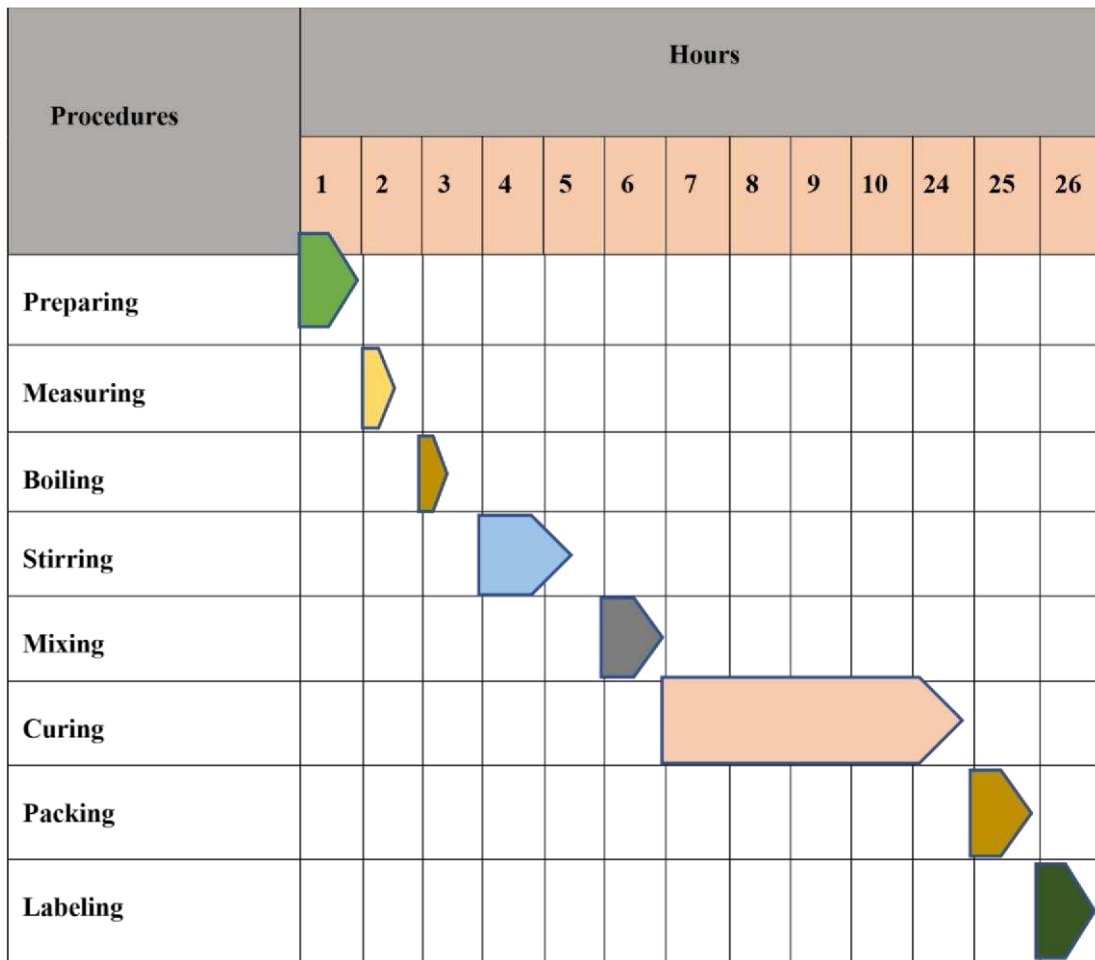 Procedures
Hours
1 2 3 4 5 6 7 8 9 10 24 25 26
Preparing
Measuring
Boiling
Stirring
Mixing
Curing
Packing
Labeling